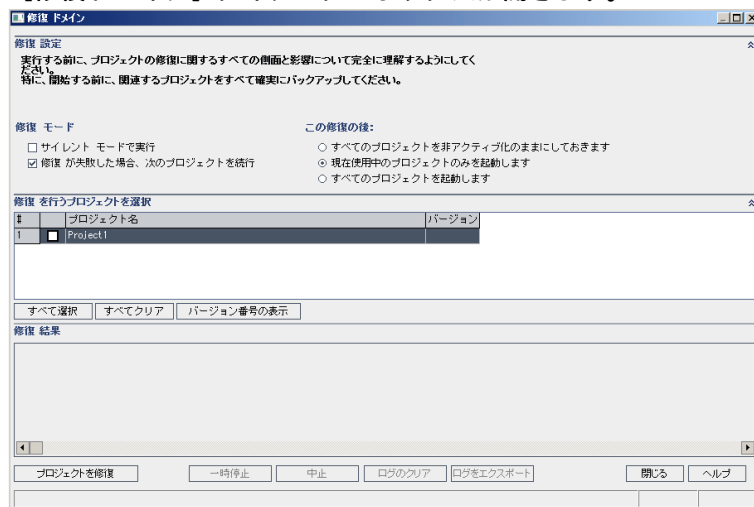 修復 ドメイン
修復 設定
実行する前に、プロジェクトの修復に関するすべての側面と影響について完全に理解するようにしてく
ださい。
特に、開始する前に、関連するプロジェクトをすべて確実にバックアップしてください。
修復 モード
この修復の後:
サイレント モードで実行
すべてのプロジェクトを非アクティブ化のままにしておきます
修復 が失敗した場合、次のプロジェクトを続行
現在使用中のプロジェクトのみを起動します
すべてのプロジェクトを起動します
修復 を行うプロジェクトを選択
# プロジェクト名 バージョン
1 Project1
すべて選択 すべてクリア バージョン番号の表示
修復 結果
プロジェクトを修復 一時停止 中止 ログのクリア ログをエクスポート 閉じる ヘルプ